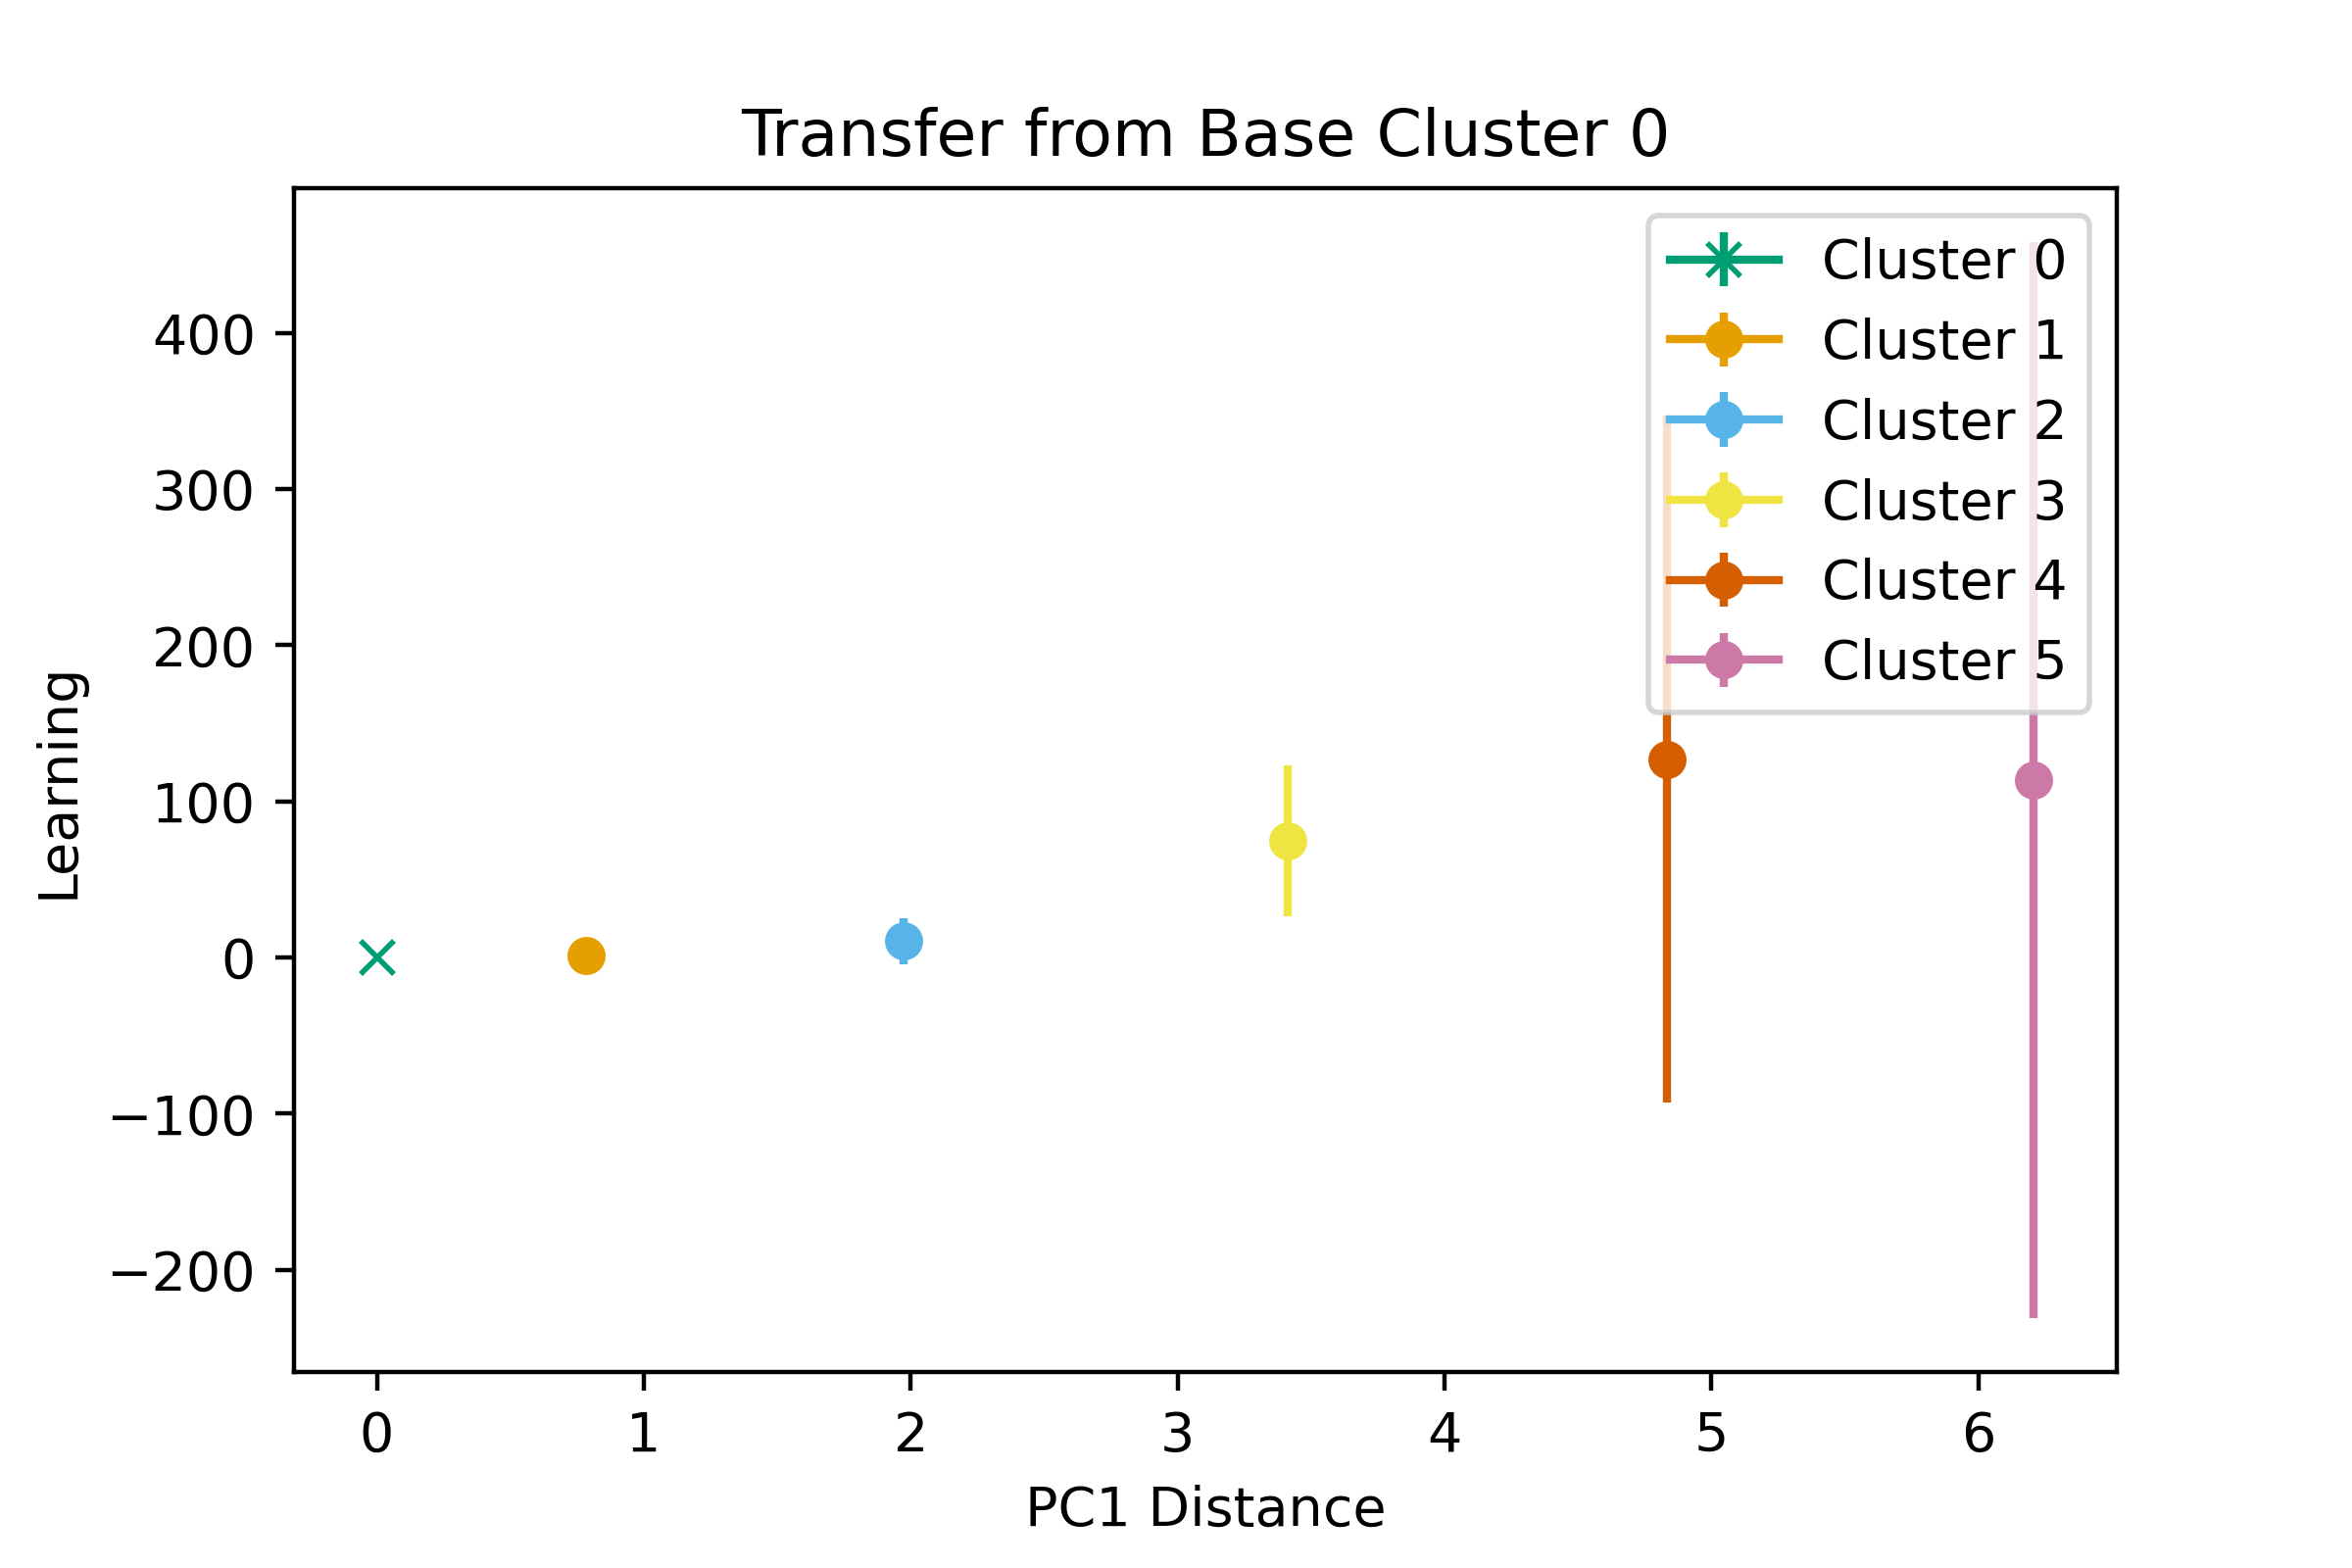 Transfer from Base Cluster 0
Cluster 0
Cluster 1
Cluster 2
Cluster 3
Cluster 4
Cluster 5
Learning
400
300
200
100
0
−100
−200
0 1 2 3 4 5 6
PC1 Distance